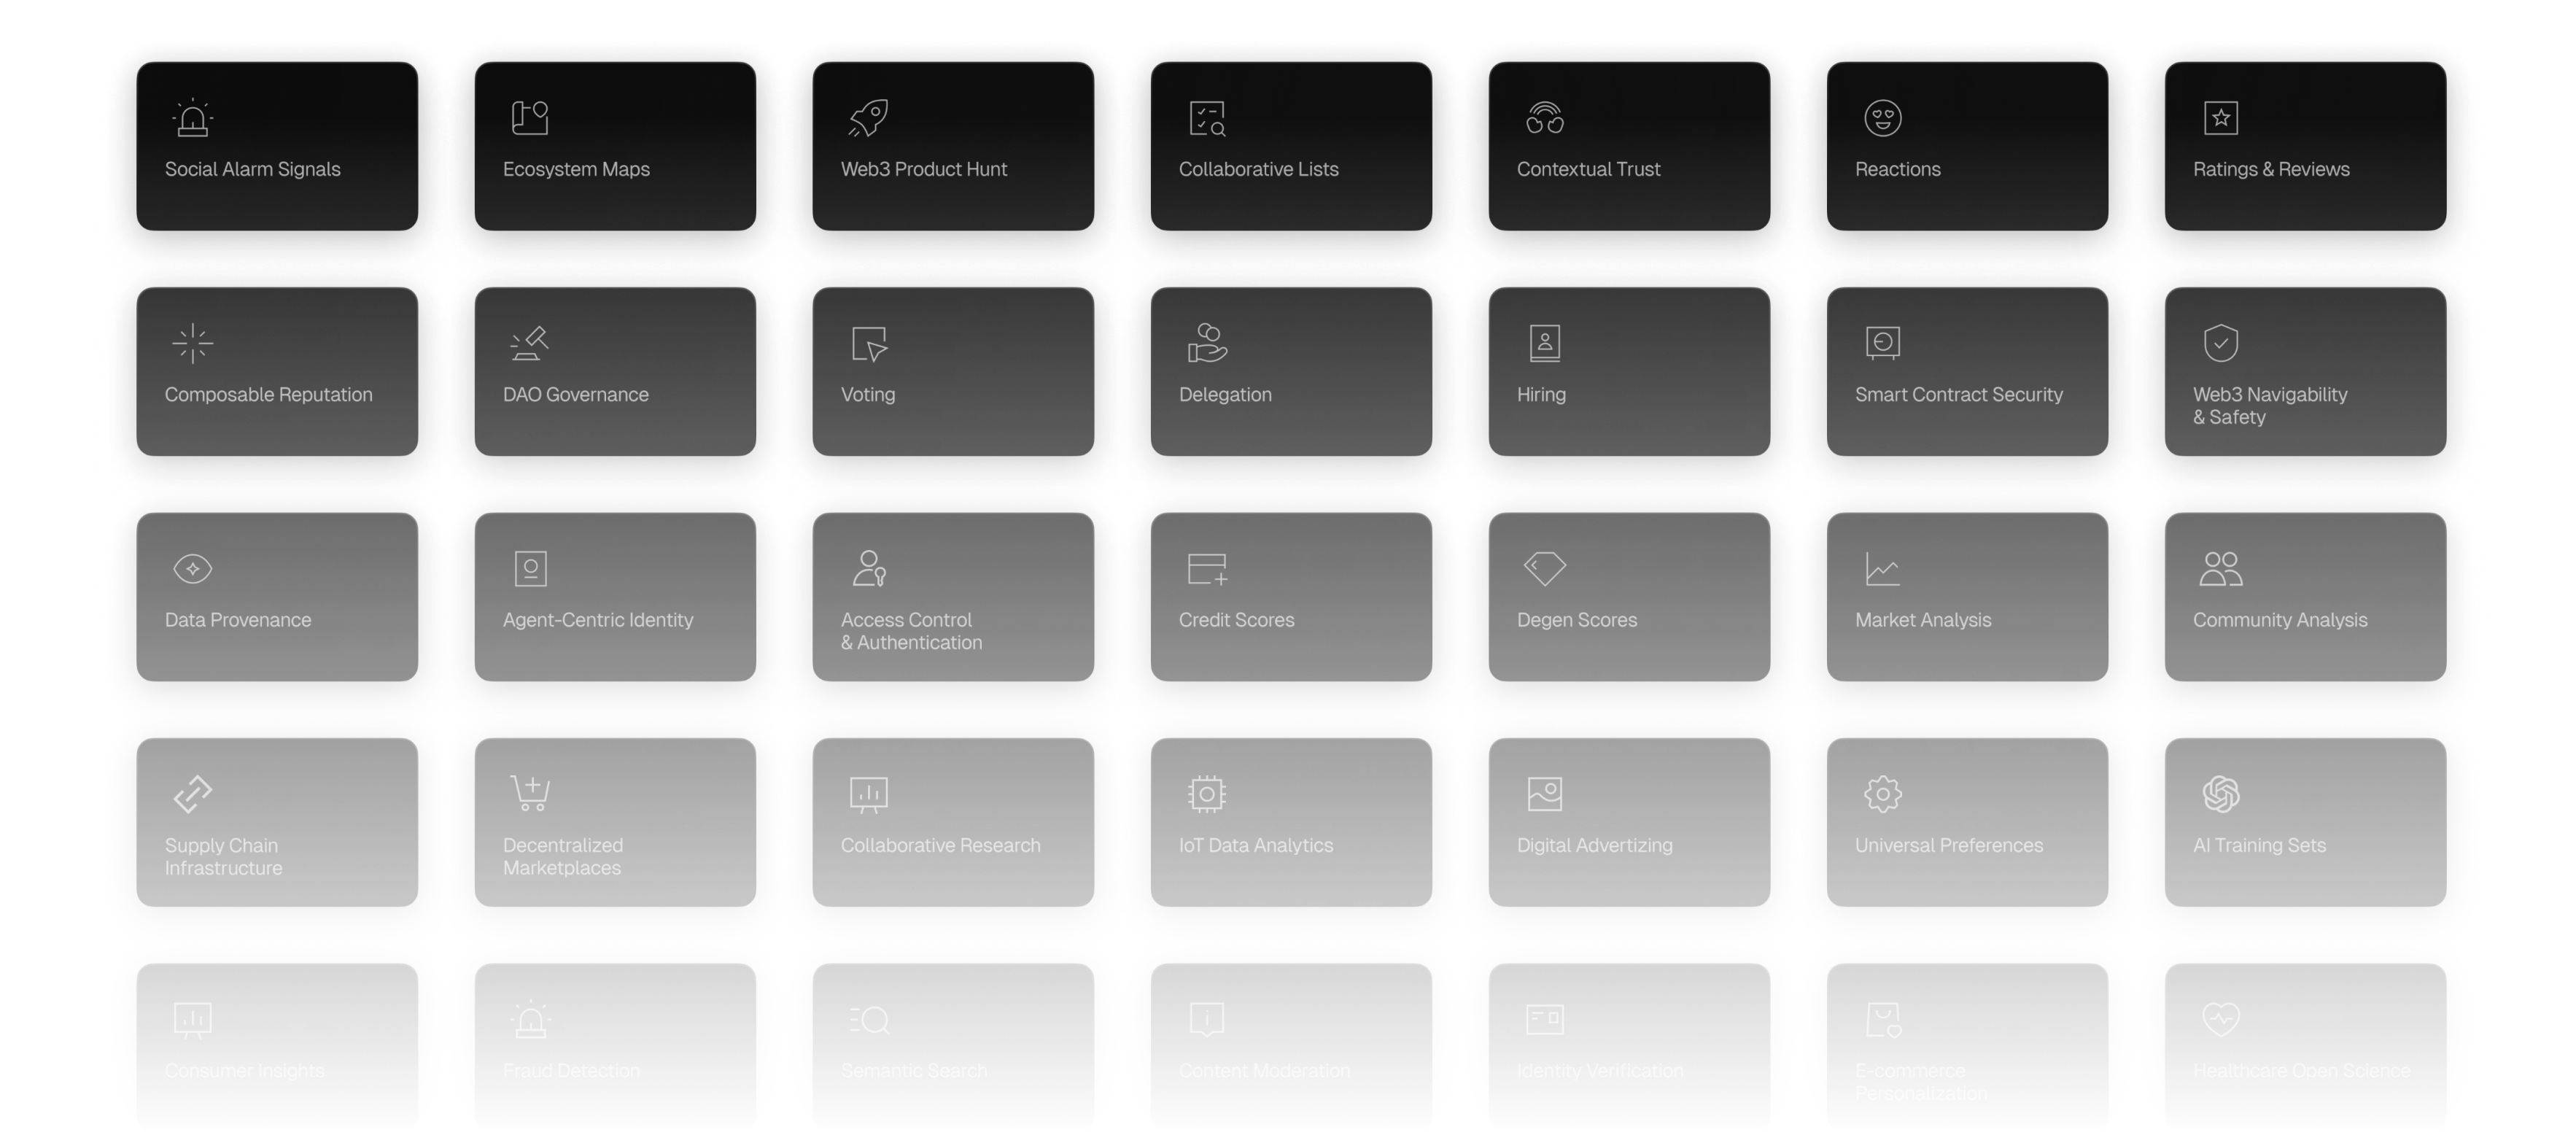 Social Alarm Signals
Ecosystem Maps
Web3 Product Hunt
Collaborative Lists
Contextual Trust
Reactions
Ratings & Reviews
Composable Reputation
DAO Governance
Voting
Delegation
Hiring
Smart Contract Security
Web3 Navigability
& Safety
Data Provenance
Agent-Centric Identity
Access Control
& Authentication
Credit Scores
Degen Scores
Market Analysis
Community Analysis
Supply Chain
Infrastructure
Decentralized
Marketplaces
Collaborative Research
IoT Data Analytics
Digital Advertizing
Universal Preferences
AI Training Sets
Consumer Insights
Fraud Detection
Semantic Search
Content Moderation
Identity Verification
E-commerce
Personalization
Healthcare Open Science